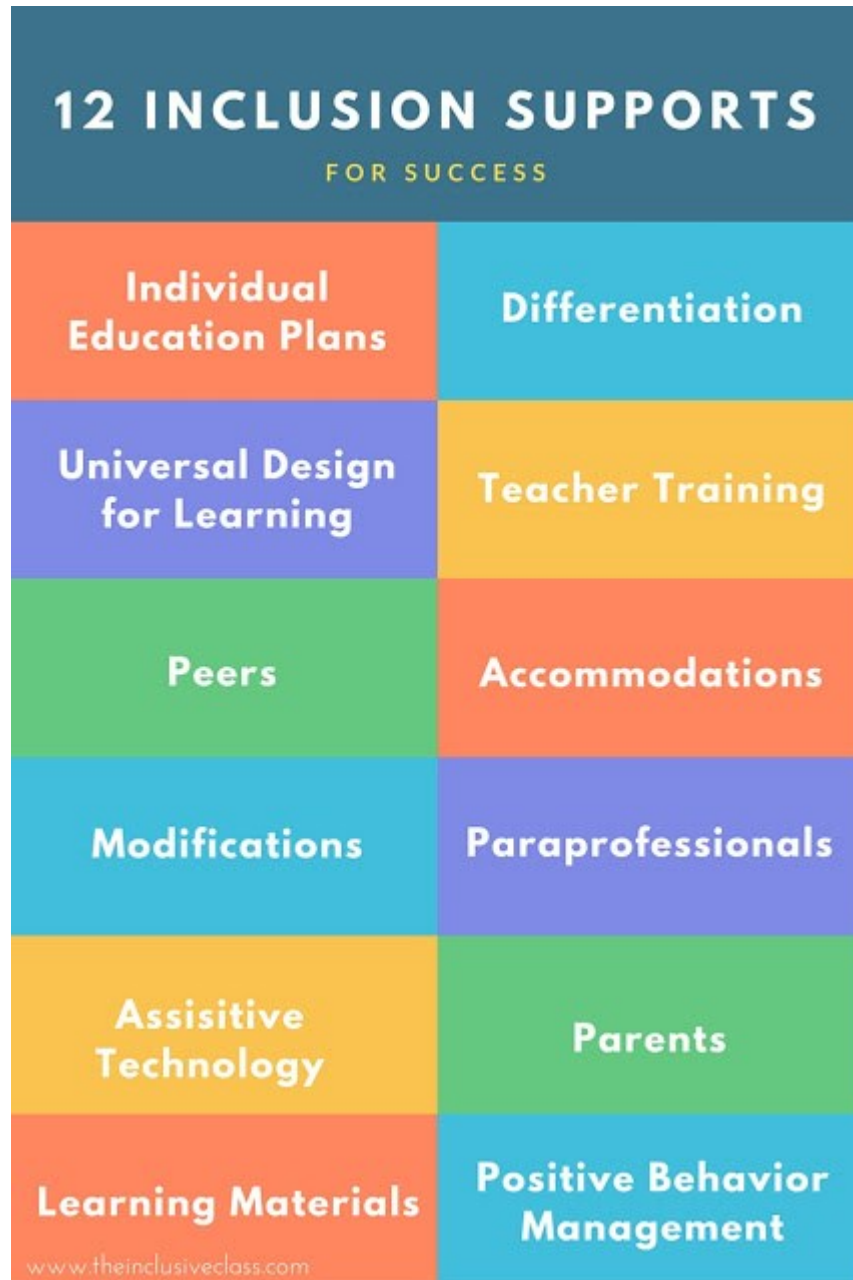 12 INCLUSION SUPPORTS
FOR SUCCESS
Individual
Education Plans
Differentiation
Universal Design
for Learning
Teacher Training
Peers
Accommodations
Modifications
Paraprofessionals
Assisitive
Technology
Parents
Learning Materials
Positive Behavior
Management
www.theinclusiveclass.com